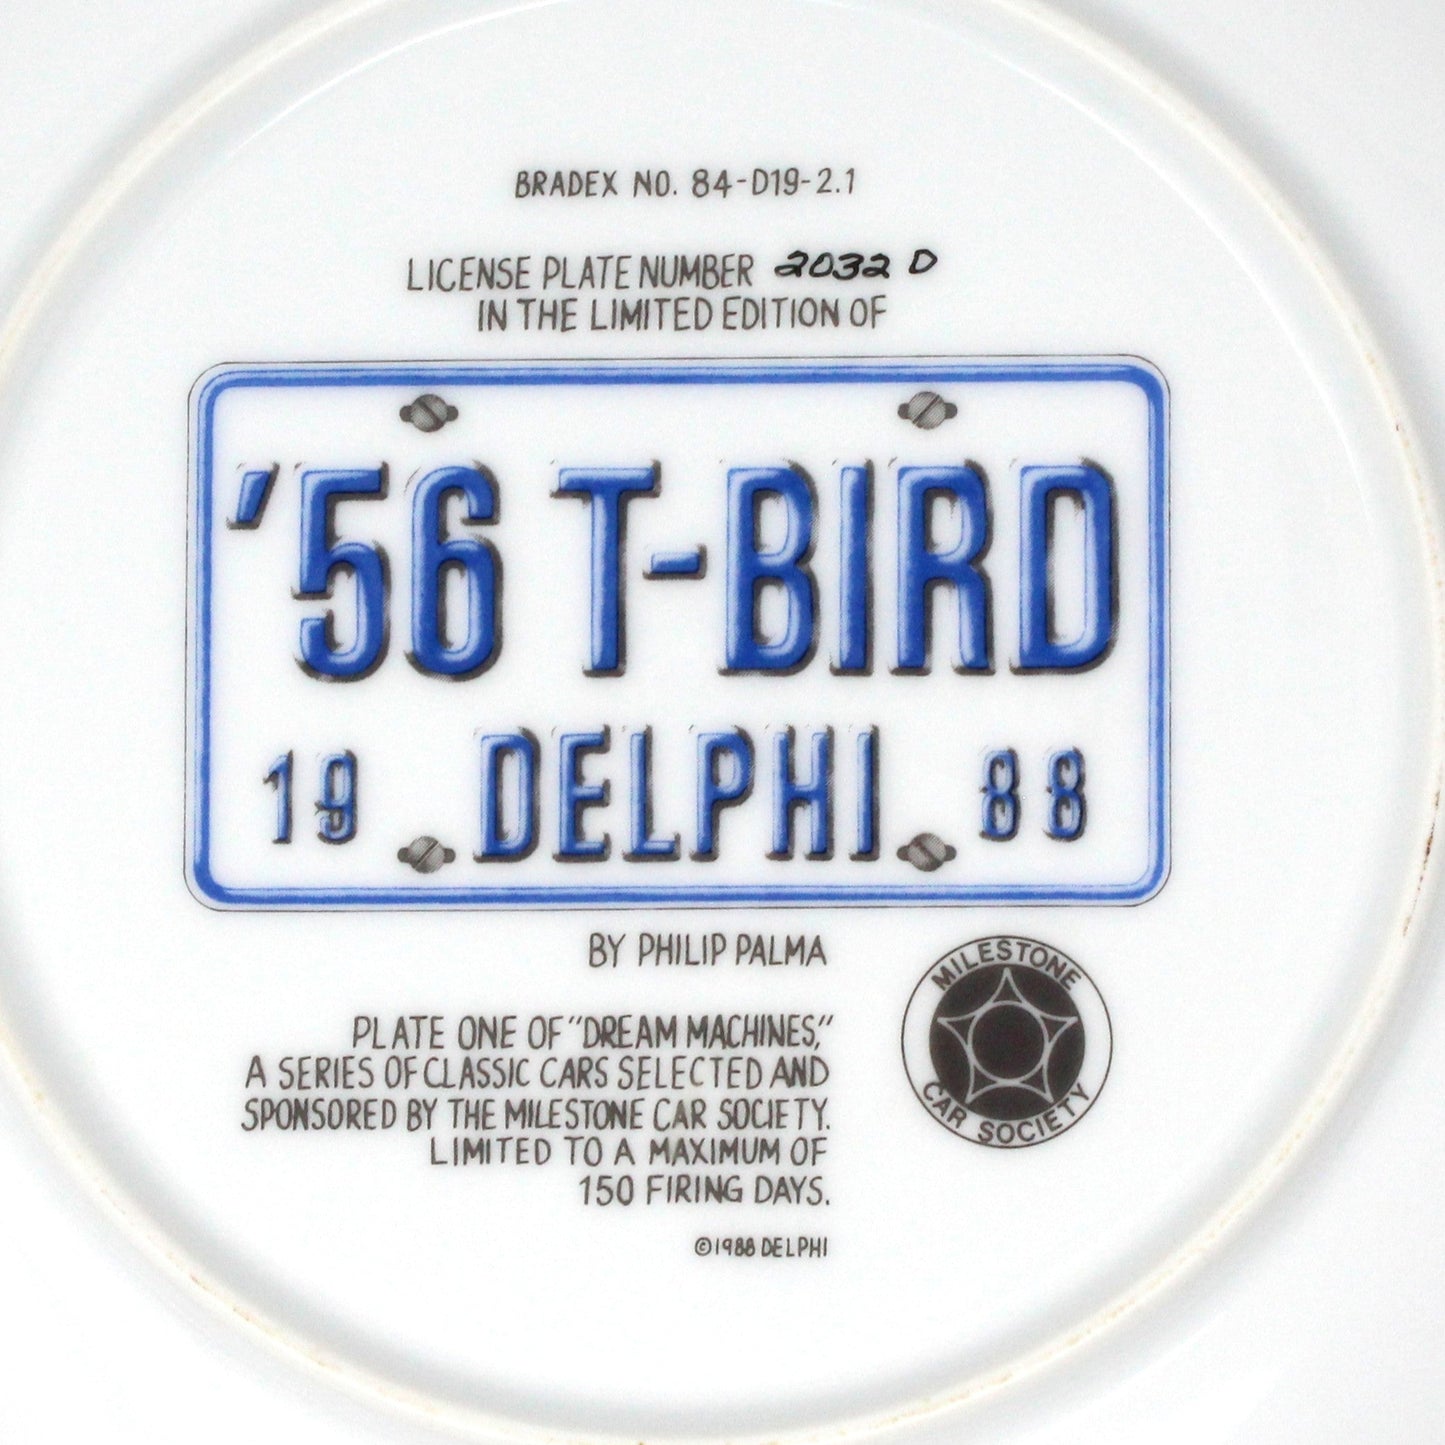 BRADEX NO. 84-D19-2.1
LICENSE PLATE NUMBER 2032 D
IN THE LIMITED EDITION OF
'56 T-BIRD
19 DELPHI 88
BY PHILIP PALMA
PLATE ONE OF "DREAM MACHINES,"
A SERIES OF CLASSIC CARS SELECTED AND
SPONSORED BY THE MILESTONE CAR SOCIETY.
LIMITED TO A MAXIMUM OF
150 FIRING DAYS.
©1988 DELPHI
MILESTONE
CAR SOCIETY